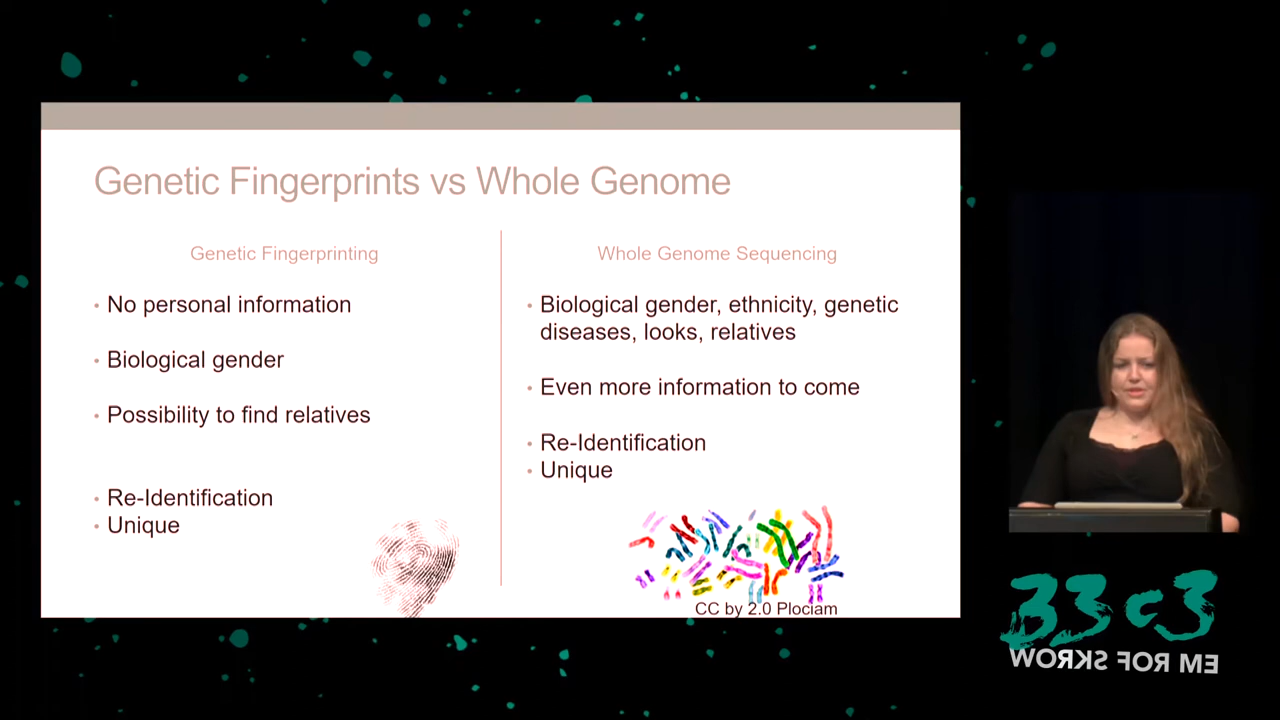 Genetic Fingerprints vs Whole Genome
Genetic Fingerprinting
• No personal information
• Biological gender
• Possibility to find relatives
• Re-Identification
• Unique
Whole Genome Sequencing
• Biological gender, ethnicity, genetic
diseases, looks, relatives
• Even more information to come
• Re-Identification
• Unique
CC by 2.0 Plociam
33c3
WORKS FOR ME